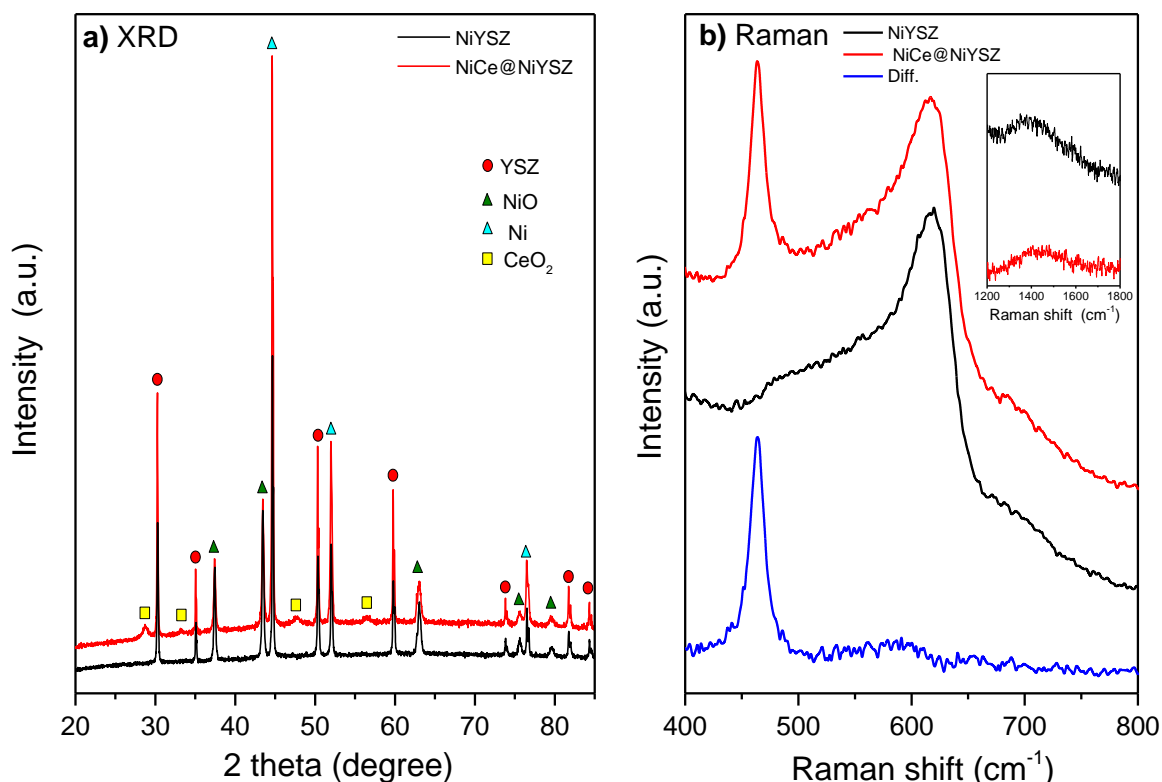 a) XRD
NiYSZ
NiCe@NiYSZ
YSZ
NiO
Ni
CeO₂
Intensity (a.u.)
20 30 40 50 60 70 80
2 theta (degree)
b) Raman
NiYSZ
NiCe@NiYSZ
Diff.
1200 1400 1600 1800
Raman shift (cm⁻¹)
Intensity (a.u.)
400 500 600 700 800
Raman shift (cm⁻¹)